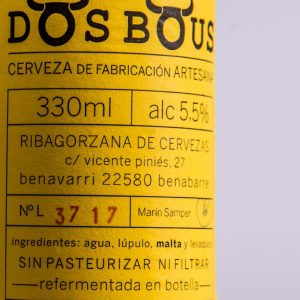 DOS BOUS
CERVEZA DE FABRICACIÓN ARTESANA
330ml alc 5,5%
RIBAGORZANA DE CERVEZAS
c/ vicente piniés, 27
benavarri 22580 benabarre
Nº L 37 17 Marin Samper
ingredientes: agua, lúpulo, malta y levadura
SIN PASTEURIZAR NI FILTRAR
refermentada en botella